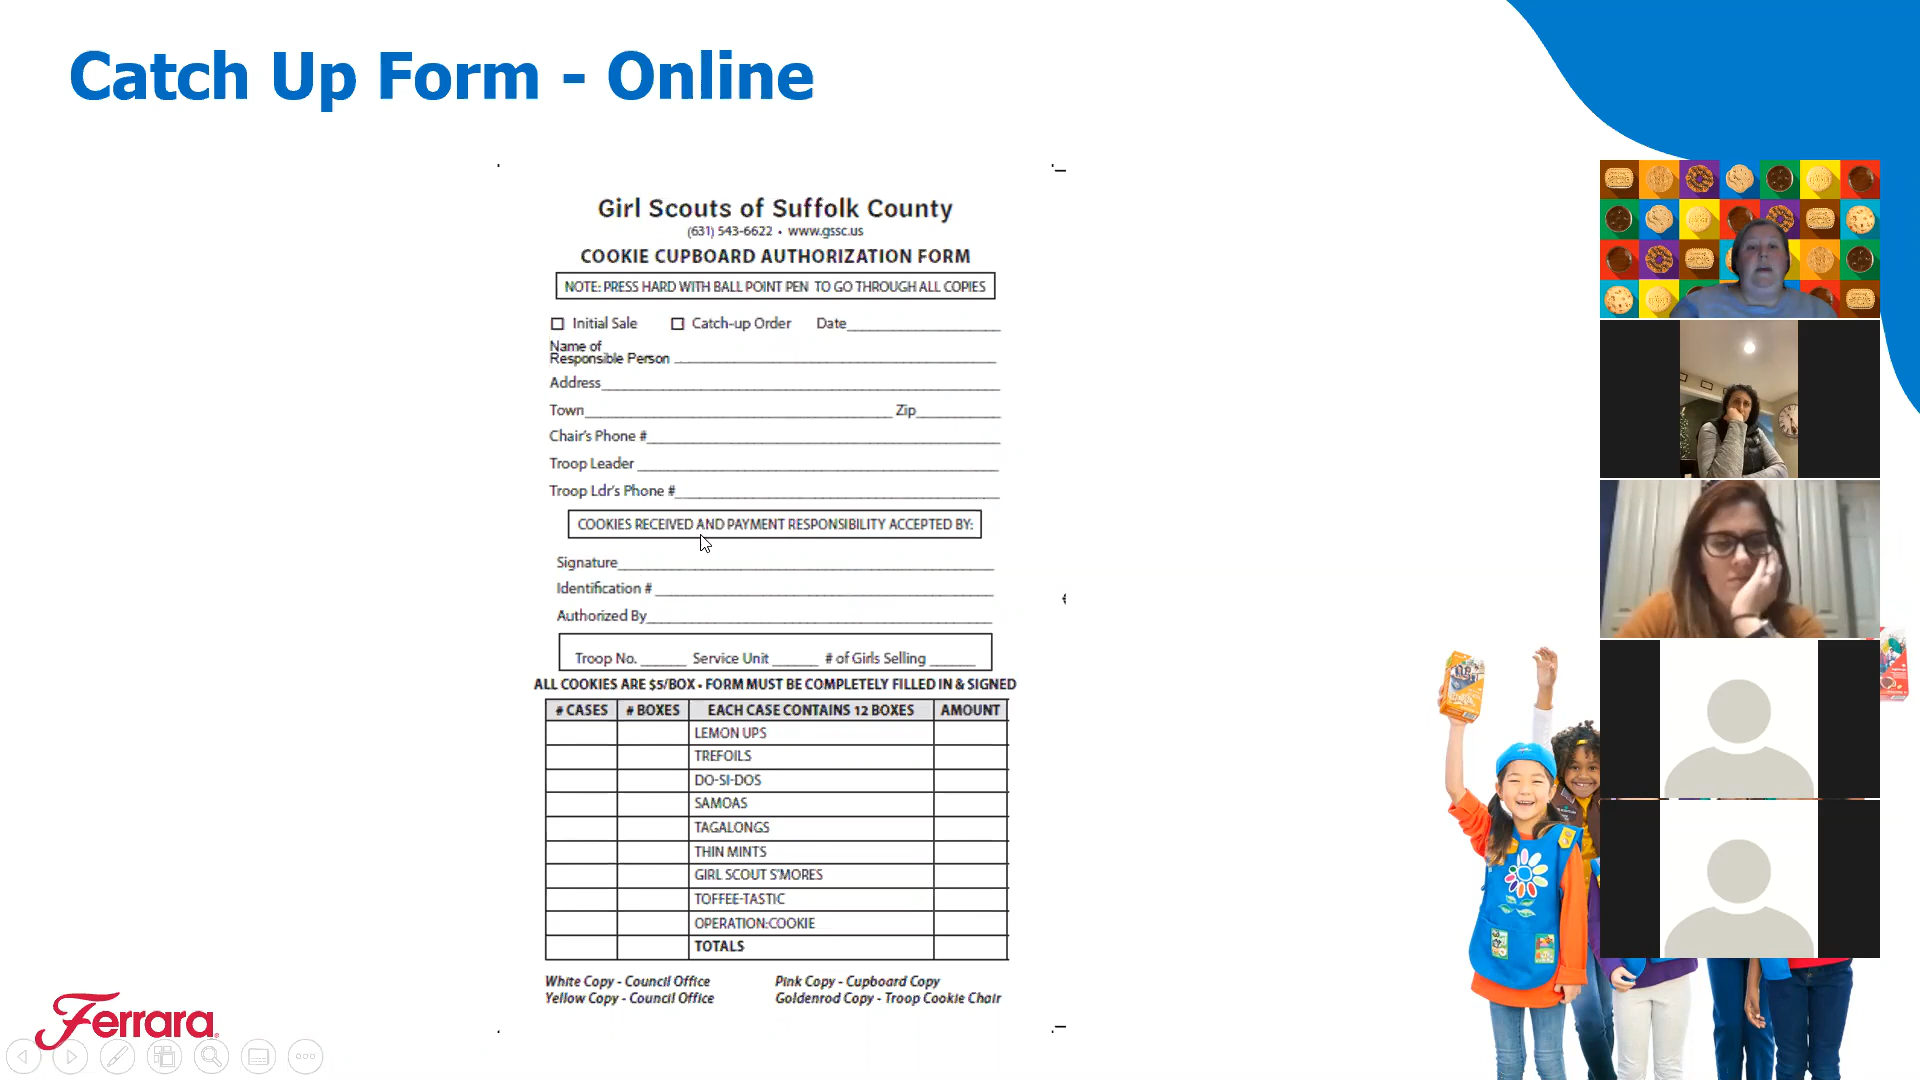 Catch Up Form - Online
Girl Scouts of Suffolk County
(631) 543-6622 • www.gssc.us
COOKIE CUPBOARD AUTHORIZATION FORM
NOTE: PRESS HARD WITH BALL POINT PEN TO GO THROUGH ALL COPIES
Initial Sale Catch-up Order Date
Name of
Responsible Person
Address
Town Zip
Chair's Phone #
Troop Leader
Troop Ldr's Phone #
COOKIES RECEIVED AND PAYMENT RESPONSIBILITY ACCEPTED BY:
Signature
Identification #
Authorized By
Troop No. Service Unit # of Girls Selling
ALL COOKIES ARE $5/BOX • FORM MUST BE COMPLETELY FILLED IN & SIGNED
# CASES # BOXES EACH CASE CONTAINS 12 BOXES AMOUNT
LEMON UPS
TREFOILS
DO-SI-DOS
SAMOAS
TAGALONGS
THIN MINTS
GIRL SCOUT S'MORES
TOFFEE-TASTIC
OPERATION:COOKIE
TOTALS
White Copy - Council Office Pink Copy - Cupboard Copy
Yellow Copy - Council Office Goldenrod Copy - Troop Cookie Chair
Ferrara